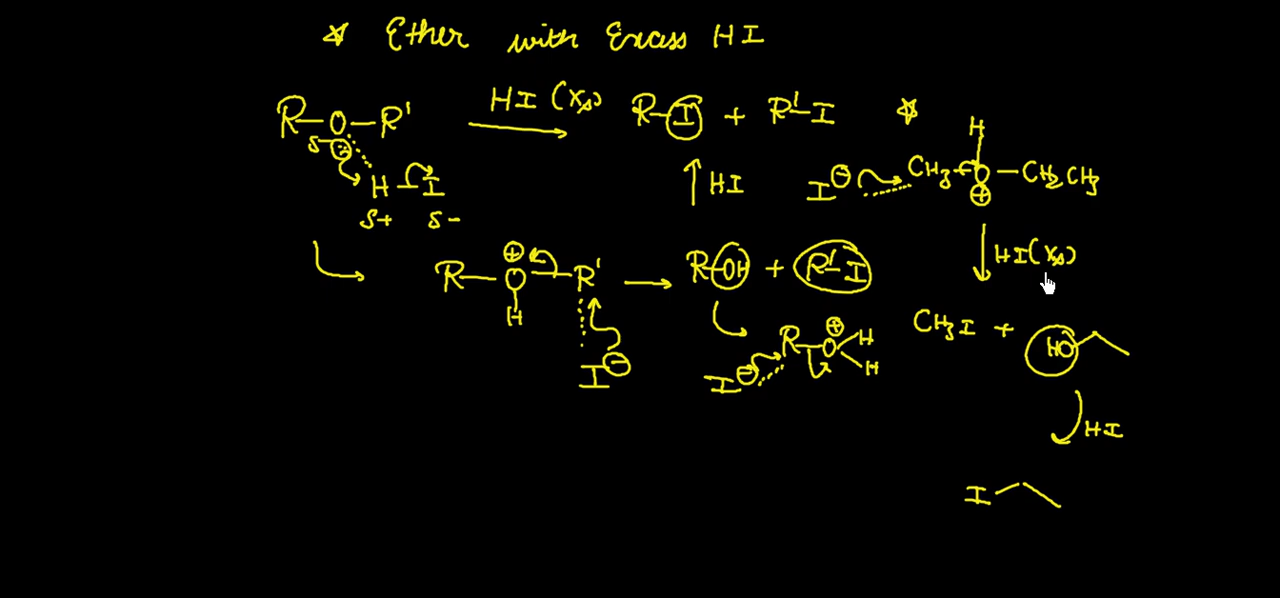 ☆ Ether with Excess HI
R–O–R' HI (Xs) R–I + R'–I ☆
δ− H–I
δ+ δ−
↑ HI
H
I⊖ CH3–O–CH2CH3
⊕
↓ HI(Xs)
⊕
R–O–R' → R–OH + R'–I
H
I⊖
⊕
R–O–H
H
I⊖
CH3I + HO
HI
I